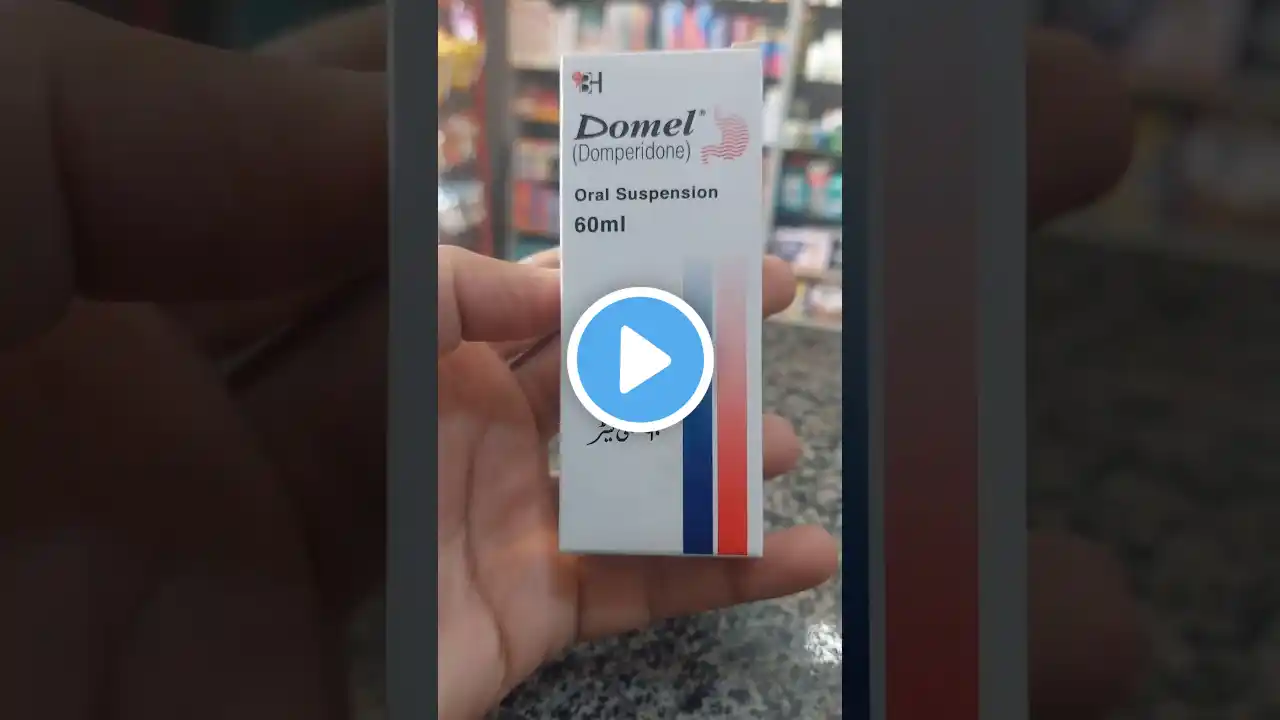 BH
Domel®
(Domperidone)
Oral Suspension
60ml